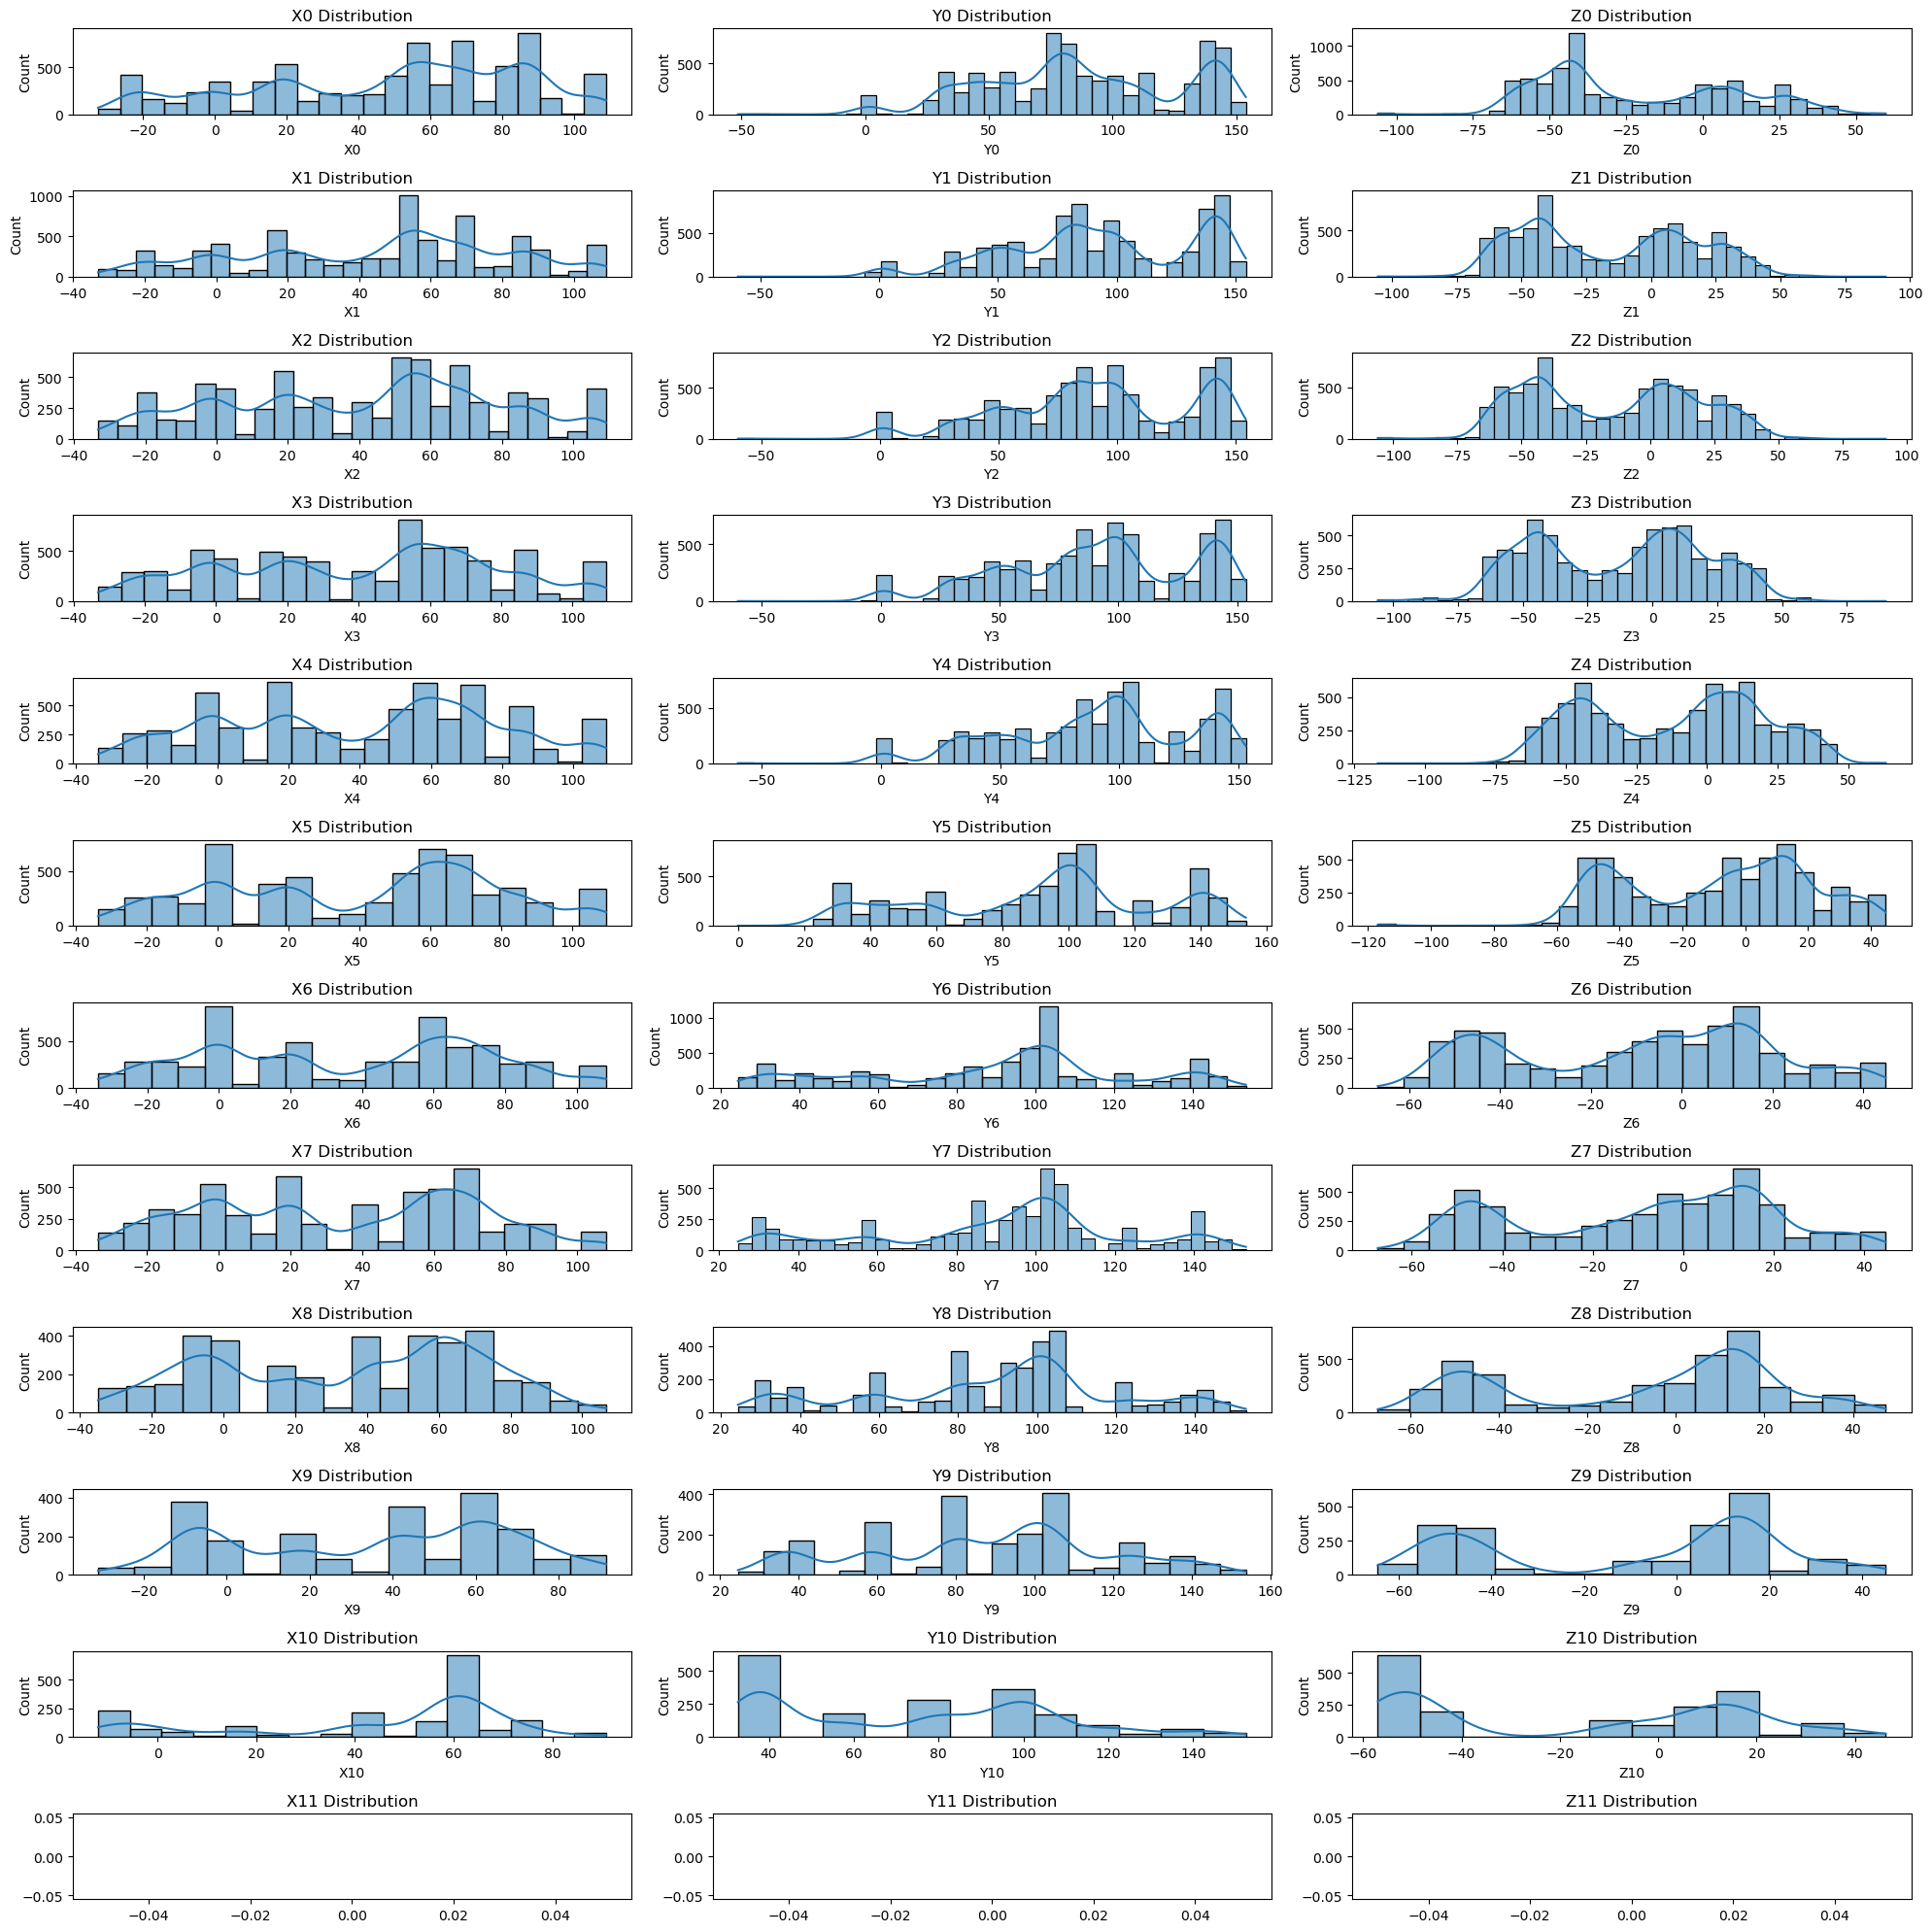 X0 Distribution
Count
500
0
−20 0 20 40 60 80 100
X0
Y0 Distribution
Count
500
0
−50 0 50 100 150
Y0
Z0 Distribution
Count
1000
500
0
−100 −75 −50 −25 0 25 50
Z0
X1 Distribution
Count
1000
500
0
−40 −20 0 20 40 60 80 100
X1
Y1 Distribution
Count
500
0
−50 0 50 100 150
Y1
Z1 Distribution
Count
500
0
−100 −75 −50 −25 0 25 50 75 100
Z1
X2 Distribution
Count
500
250
0
−40 −20 0 20 40 60 80 100
X2
Y2 Distribution
Count
500
0
−50 0 50 100 150
Y2
Z2 Distribution
Count
500
0
−100 −75 −50 −25 0 25 50 75 100
Z2
X3 Distribution
Count
500
0
−40 −20 0 20 40 60 80 100
X3
Y3 Distribution
Count
500
0
−50 0 50 100 150
Y3
Z3 Distribution
Count
500
250
0
−100 −75 −50 −25 0 25 50 75
Z3
X4 Distribution
Count
500
250
0
−40 −20 0 20 40 60 80 100
X4
Y4 Distribution
Count
500
0
−50 0 50 100 150
Y4
Z4 Distribution
Count
500
250
0
−125 −100 −75 −50 −25 0 25 50
Z4
X5 Distribution
Count
500
0
−40 −20 0 20 40 60 80 100
X5
Y5 Distribution
Count
500
0
0 20 40 60 80 100 120 140 160
Y5
Z5 Distribution
Count
500
250
0
−120 −100 −80 −60 −40 −20 0 20 40
Z5
X6 Distribution
Count
500
0
−40 −20 0 20 40 60 80 100
X6
Y6 Distribution
Count
1000
500
0
20 40 60 80 100 120 140
Y6
Z6 Distribution
Count
500
250
0
−60 −40 −20 0 20 40
Z6
X7 Distribution
Count
500
250
0
−40 −20 0 20 40 60 80 100
X7
Y7 Distribution
Count
500
250
0
20 40 60 80 100 120 140
Y7
Z7 Distribution
Count
500
250
0
−60 −40 −20 0 20 40
Z7
X8 Distribution
Count
400
200
0
−40 −20 0 20 40 60 80 100
X8
Y8 Distribution
Count
400
200
0
20 40 60 80 100 120 140
Y8
Z8 Distribution
Count
500
0
−60 −40 −20 0 20 40
Z8
X9 Distribution
Count
400
200
0
−20 0 20 40 60 80
X9
Y9 Distribution
Count
400
200
0
20 40 60 80 100 120 140 160
Y9
Z9 Distribution
Count
500
250
0
−60 −40 −20 0 20 40
Z9
X10 Distribution
Count
500
250
0
0 20 40 60 80
X10
Y10 Distribution
Count
500
250
0
40 60 80 100 120 140
Y10
Z10 Distribution
Count
500
250
0
−60 −40 −20 0 20 40
Z10
X11 Distribution
0.05
0.00
−0.05
−0.04 −0.02 0.00 0.02 0.04
Y11 Distribution
0.05
0.00
−0.05
−0.04 −0.02 0.00 0.02 0.04
Z11 Distribution
0.05
0.00
−0.05
−0.04 −0.02 0.00 0.02 0.04